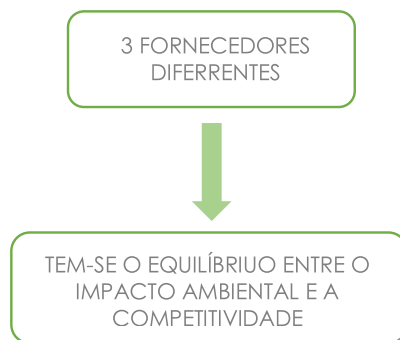 3 FORNECEDORES
DIFERRENTES
TEM-SE O EQUILÍBRIUO ENTRE O
IMPACTO AMBIENTAL E A
COMPETITIVIDADE